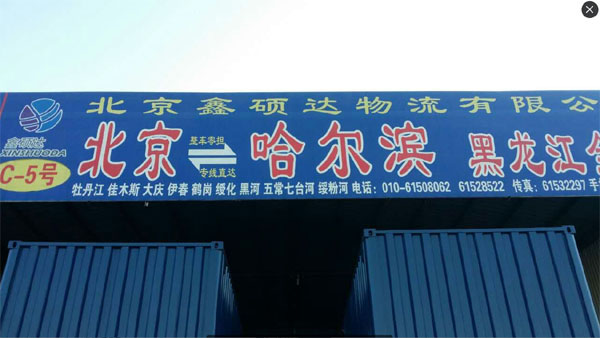 北京鑫硕达物流有限公
鑫硕达
XINSHUODA
C-5号
北京
整车零担
专线直达
哈尔滨
黑龙江
牡丹江 佳木斯 大庆 伊春 鹤岗 绥化 黑河 五常七台河 绥粉河 电话：010-61508062 61528522 传真：61532297 手